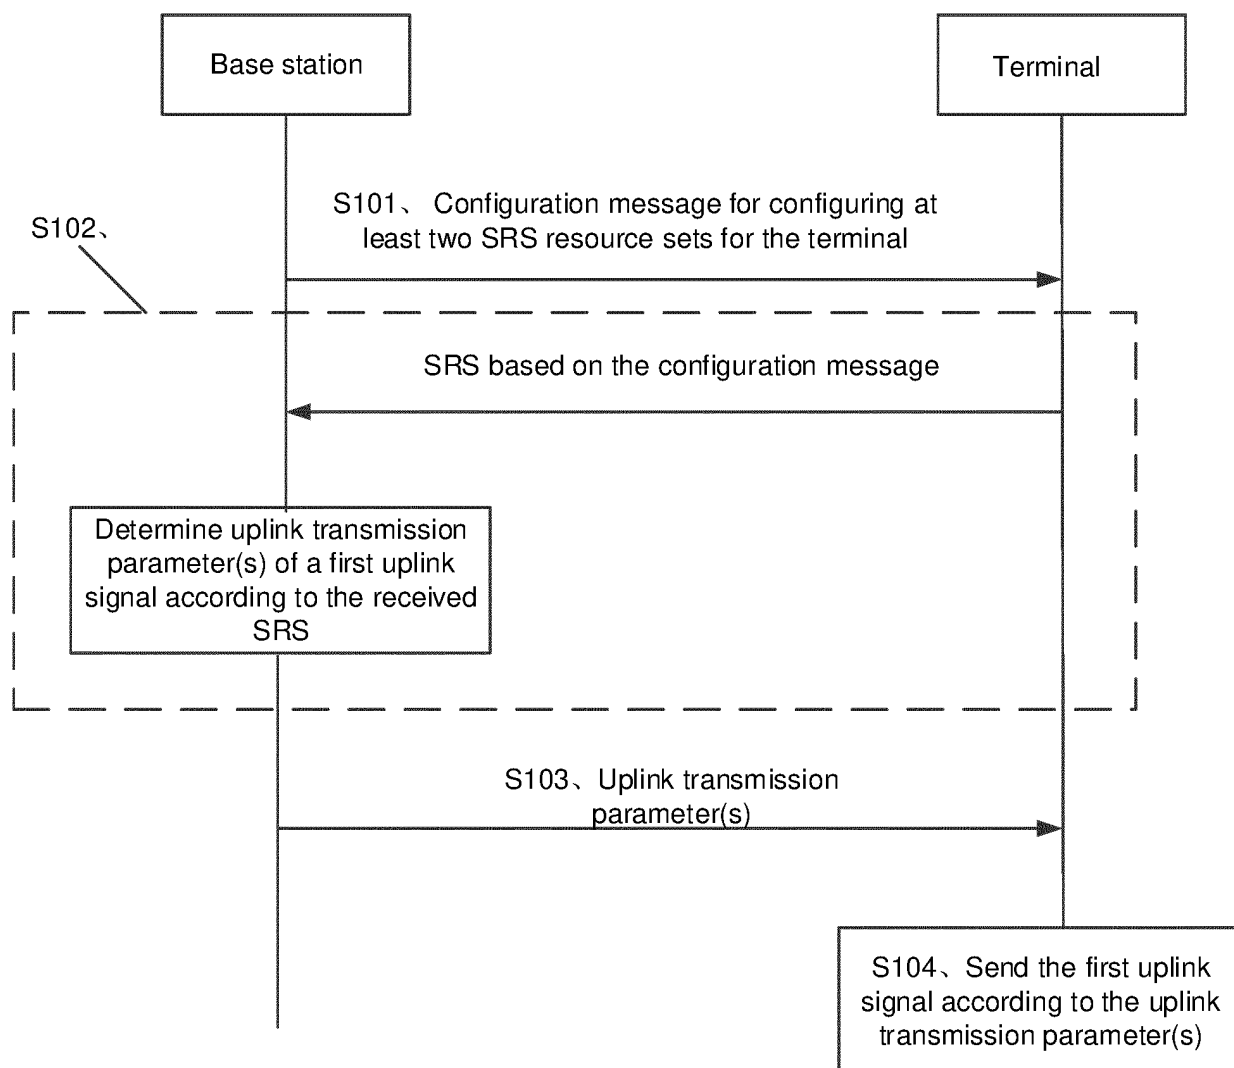 Base station
Terminal
S101、 Configuration message for configuring at
least two SRS resource sets for the terminal
S102、
SRS based on the configuration message
Determine uplink transmission
parameter(s) of a first uplink
signal according to the received
SRS
S103、Uplink transmission
parameter(s)
S104、Send the first uplink
signal according to the uplink
transmission parameter(s)